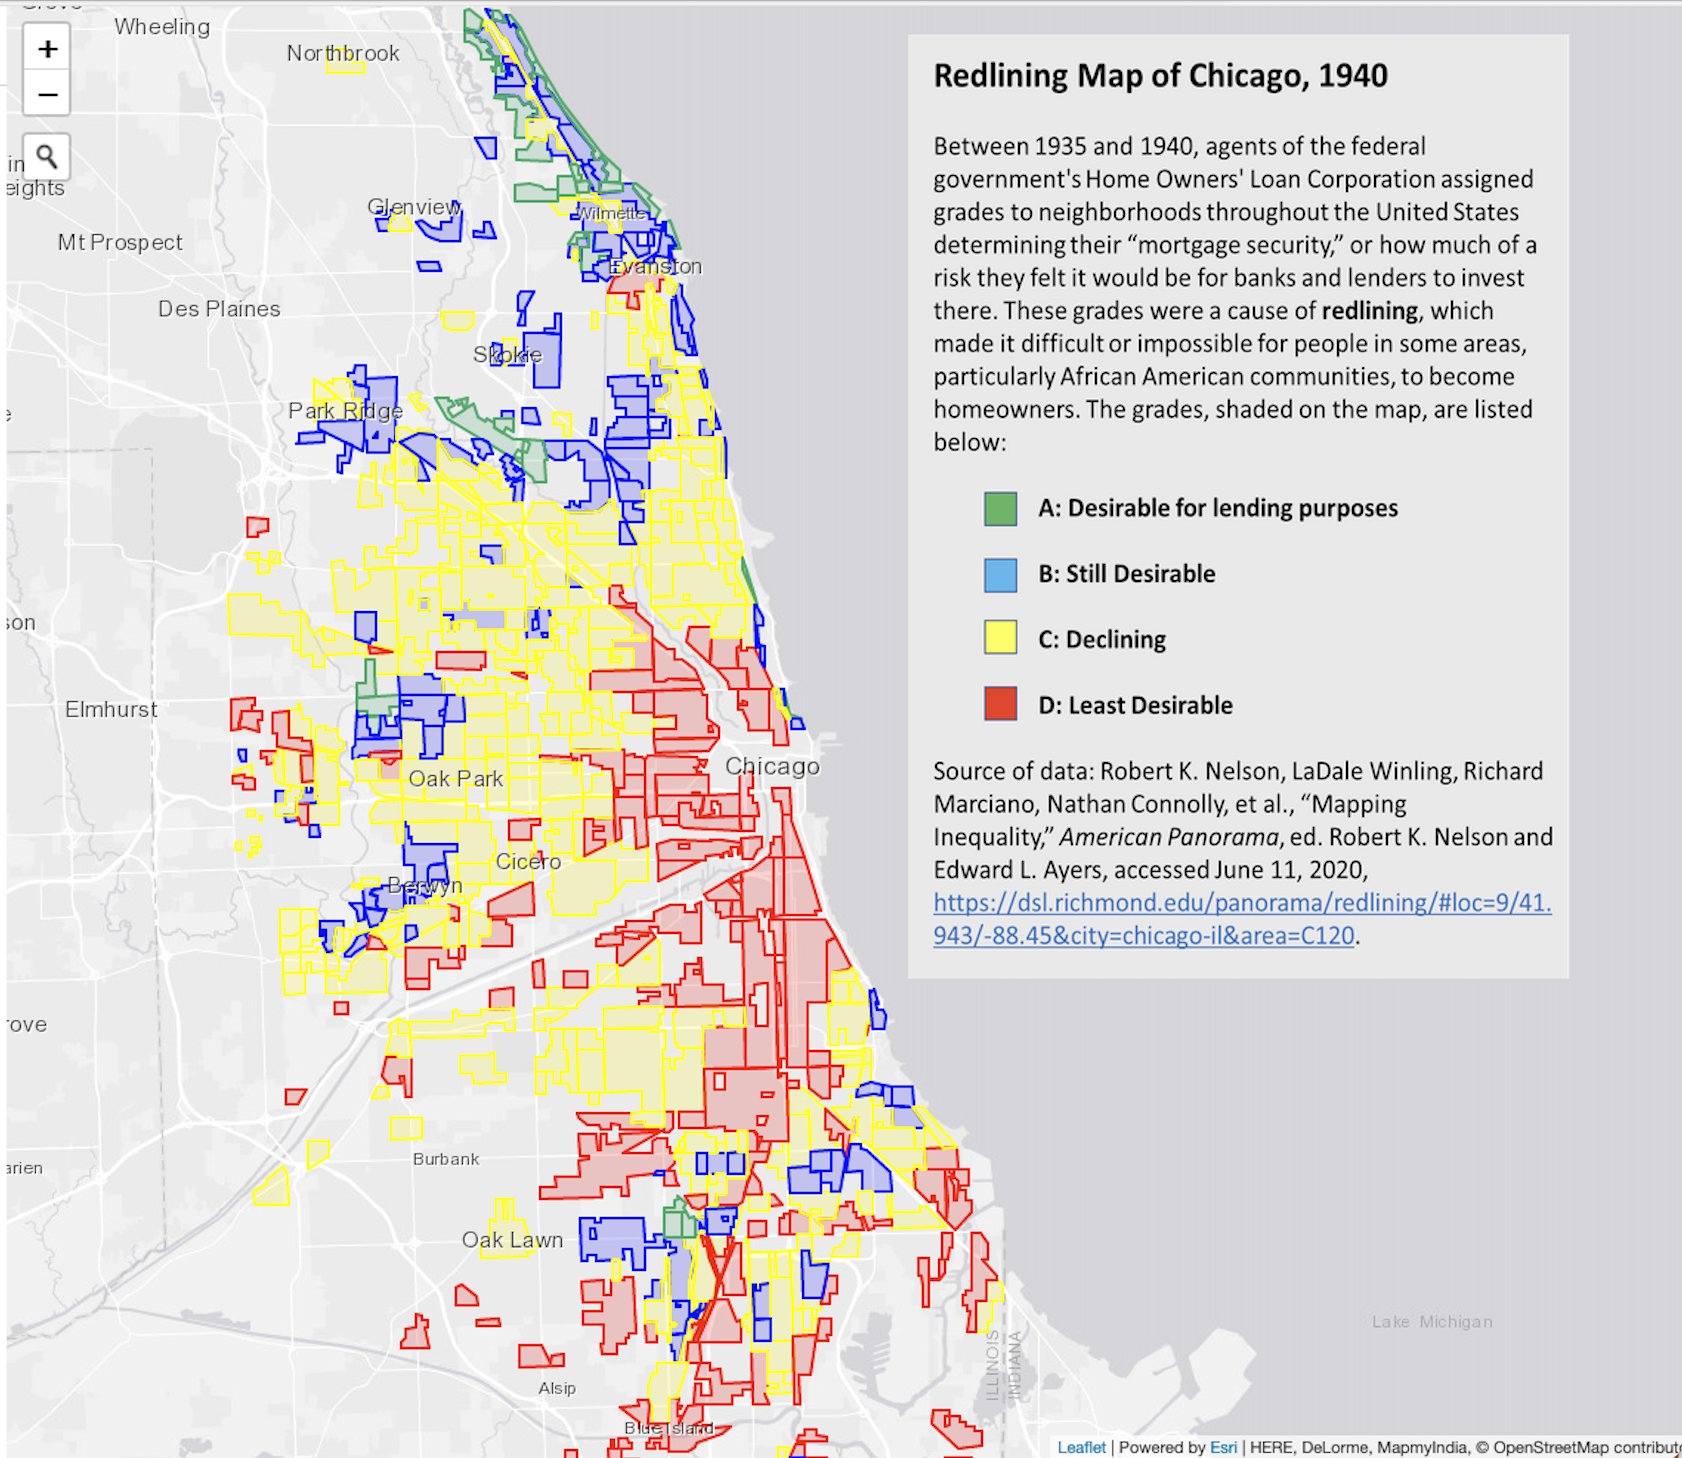 Wheeling
Northbrook
+
−
in
eights
Glenview
Wilmette
Mt Prospect
Evanston
Des Plaines
Skokie
Park Ridge
son
Elmhurst
Chicago
Oak Park
Cicero
Berwyn
rove
Burbank
arien
Oak Lawn
Alsip
Blue Island
ILLINOIS
INDIANA
Lake Michigan
Redlining Map of Chicago, 1940
Between 1935 and 1940, agents of the federal
government's Home Owners' Loan Corporation assigned
grades to neighborhoods throughout the United States
determining their “mortgage security,” or how much of a
risk they felt it would be for banks and lenders to invest
there. These grades were a cause of redlining, which
made it difficult or impossible for people in some areas,
particularly African American communities, to become
homeowners. The grades, shaded on the map, are listed
below:
A: Desirable for lending purposes
B: Still Desirable
C: Declining
D: Least Desirable
Source of data: Robert K. Nelson, LaDale Winling, Richard
Marciano, Nathan Connolly, et al., “Mapping
Inequality,” American Panorama, ed. Robert K. Nelson and
Edward L. Ayers, accessed June 11, 2020,
https://dsl.richmond.edu/panorama/redlining/#loc=9/41.
943/-88.45&city=chicago-il&area=C120.
Leaflet | Powered by Esri | HERE, DeLorme, MapmyIndia, © OpenStreetMap contribut